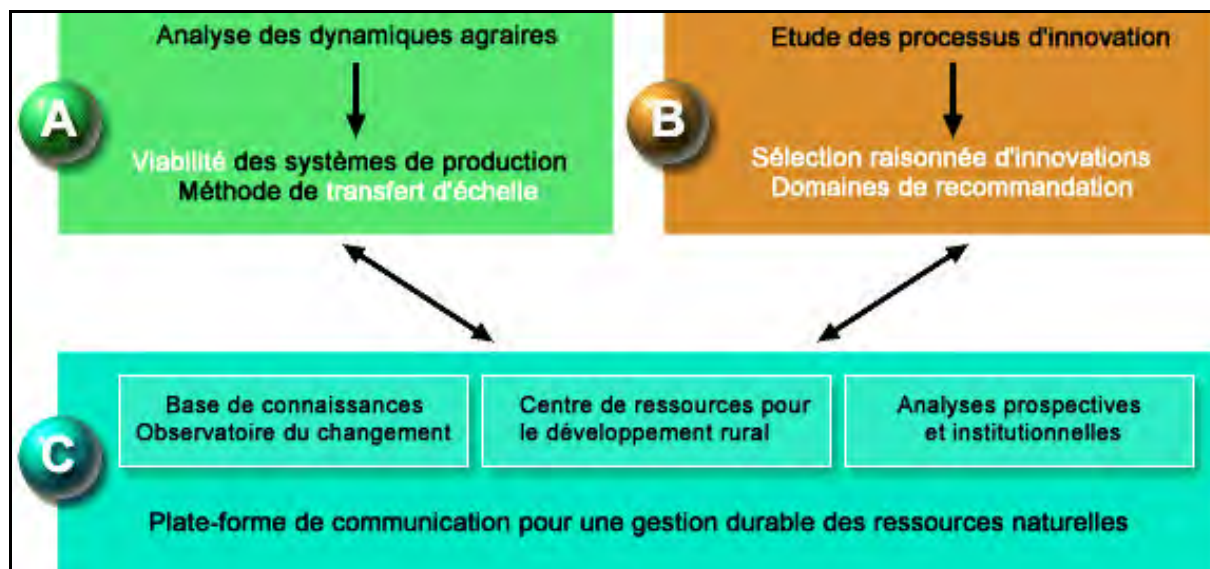 Analyse des dynamiques agraires
A
Viabilité des systèmes de production
Méthode de transfert d'échelle
Etude des processus d'innovation
B
Sélection raisonnée d'innovations
Domaines de recommandation
C
Base de connaissances
Observatoire du changement
Centre de ressources pour
le développement rural
Analyses prospectives
et institutionnelles
Plate-forme de communication pour une gestion durable des ressources naturelles